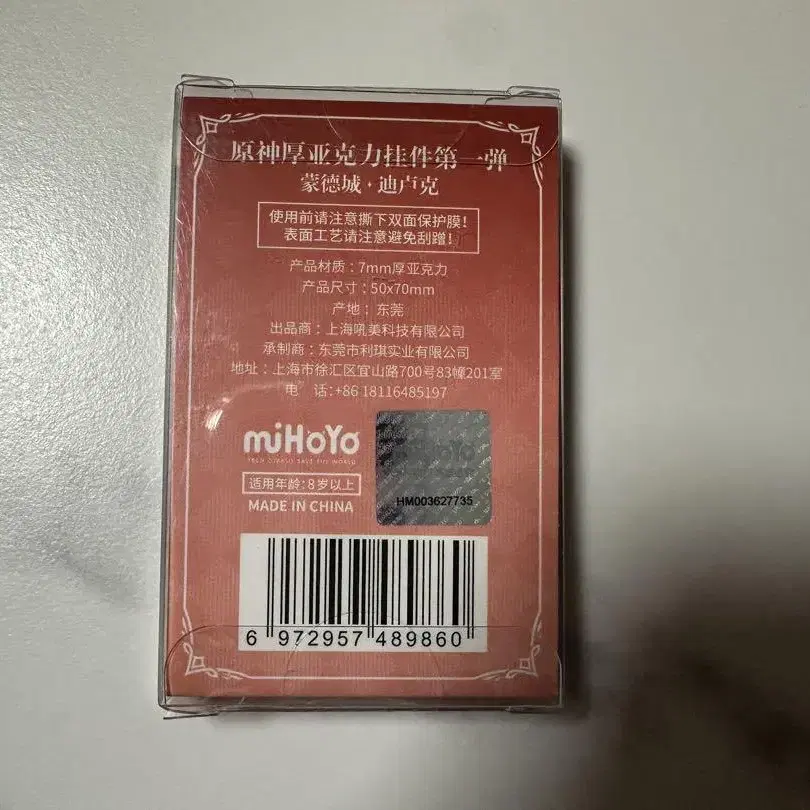 原神厚亚克力挂件第一弹
蒙德城·迪卢克
使用前请注意撕下双面保护膜！
表面工艺请注意避免刮蹭！
产品材质：7mm厚亚克力
产品尺寸：50x70mm
产地：东莞
出品商：上海吼美科技有限公司
承制商：东莞市利琪实业有限公司
地址：上海市徐汇区宜山路700号83幢201室
电 话：+86 18116485197
miHoYo
TECH OTAKUS SAVE THE WORLD
适用年龄：8岁以上
MADE IN CHINA
HM003627735
6 972957 489860